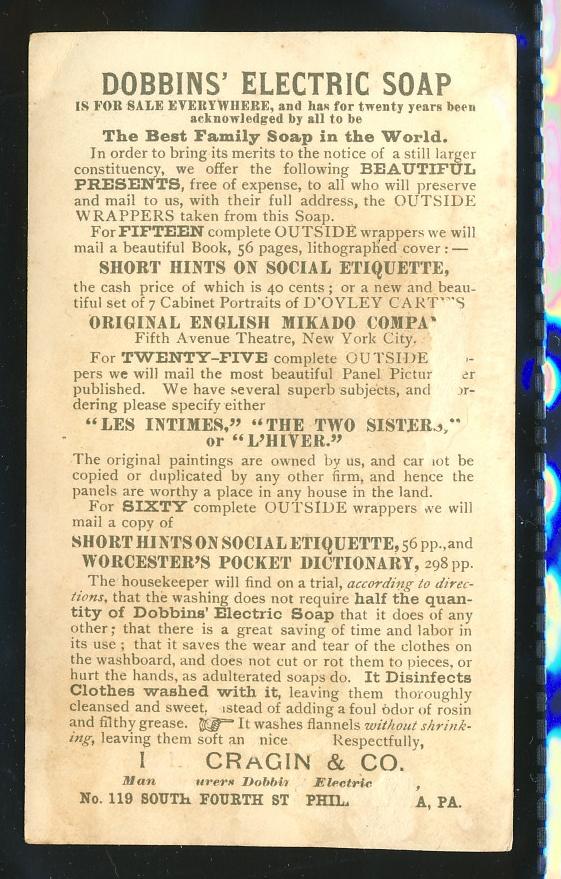 DOBBINS' ELECTRIC SOAP
IS FOR SALE EVERYWHERE, and has for twenty years been
acknowledged by all to be
The Best Family Soap in the World.
In order to bring its merits to the notice of a still larger
constituency, we offer the following BEAUTIFUL
PRESENTS, free of expense, to all who will preserve
and mail to us, with their full address, the OUTSIDE
WRAPPERS taken from this Soap.
For FIFTEEN complete OUTSIDE wrappers we will
mail a beautiful Book, 56 pages, lithographed cover:—
SHORT HINTS ON SOCIAL ETIQUETTE,
the cash price of which is 40 cents; or a new and beau-
tiful set of 7 Cabinet Portraits of D'OYLEY
ORIGINAL ENGLISH MIKADO
Fifth Avenue Theatre, New York City.
For TWENTY-FIVE complete OUTSIDE
pers we will mail the most beautiful Panel
published. We have several superb subjects, and
dering please specify either
"LES INTIMES," "THE TWO SISTERS,"
or "L'HIVER."
The original paintings are owned by us, and cannot be
copied or duplicated by any other firm, and hence the
panels are worthy a place in any house in the land.
For SIXTY complete OUTSIDE wrappers we will
mail a copy of
SHORT HINTS ON SOCIAL ETIQUETTE, 56 pp., and
WORCESTER'S POCKET DICTIONARY, 298 pp.
The housekeeper will find on a trial, according to direc-
tions, that the washing does not require half the quan-
tity of Dobbins' Electric Soap that it does of any
other; that there is a great saving of time and labor in
its use; that it saves the wear and tear of the clothes on
the washboard, and does not cut or rot them to pieces, or
hurt the hands, as adulterated soaps do. It Disinfects
Clothes washed with it, leaving them thoroughly
cleansed and sweet, instead of adding a foul odor of rosin
and filthy grease. ☞ It washes flannels without shrink-
ing, leaving them soft an nice Respectfully,
I CRAGIN & CO.
Electric
No. 119 SOUTH FOURTH ST PA.